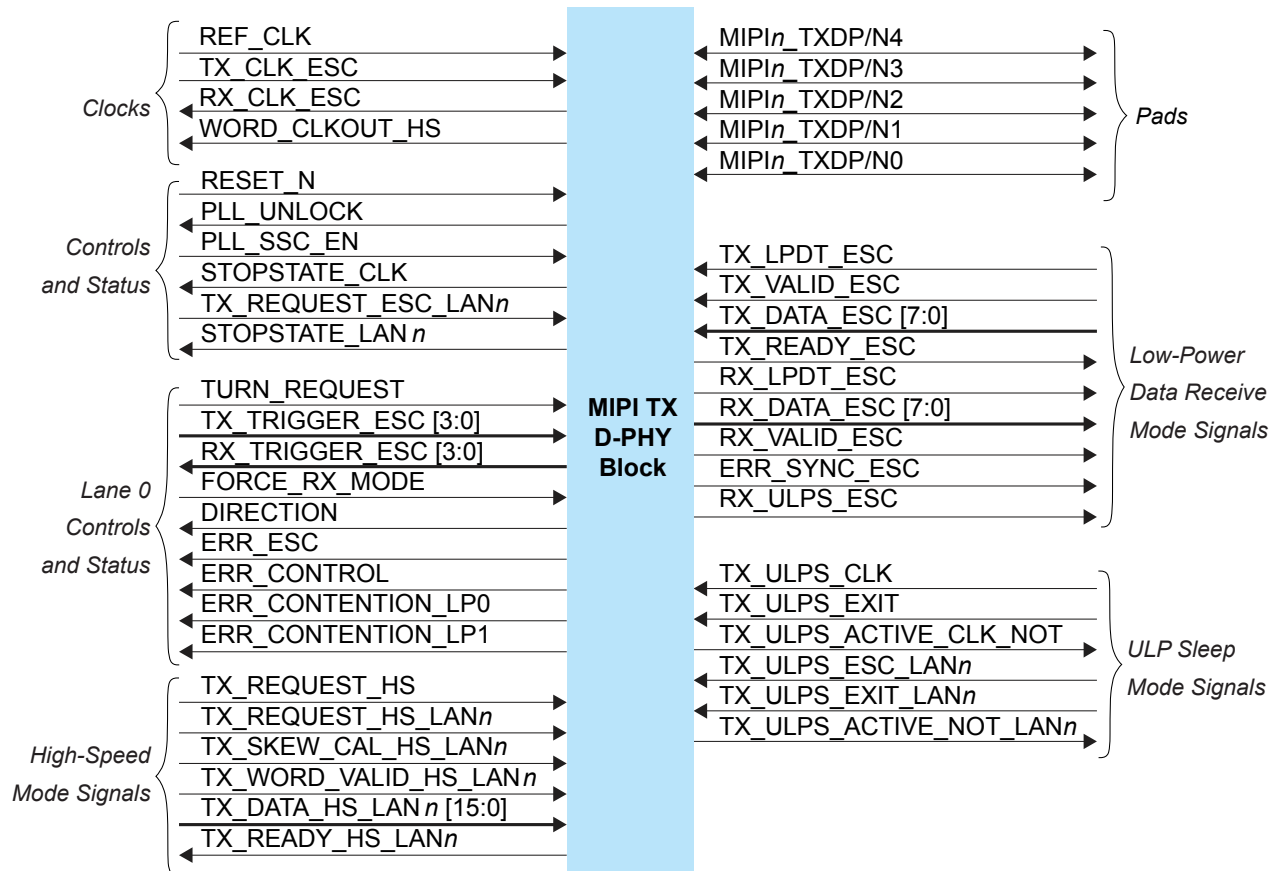 Clocks
REF_CLK
TX_CLK_ESC
RX_CLK_ESC
WORD_CLKOUT_HS
Controls
and Status
RESET_N
PLL_UNLOCK
PLL_SSC_EN
STOPSTATE_CLK
TX_REQUEST_ESC_LANn
STOPSTATE_LANn
Lane 0
Controls
and Status
TURN_REQUEST
TX_TRIGGER_ESC [3:0]
RX_TRIGGER_ESC [3:0]
FORCE_RX_MODE
DIRECTION
ERR_ESC
ERR_CONTROL
ERR_CONTENTION_LP0
ERR_CONTENTION_LP1
High-Speed
Mode Signals
TX_REQUEST_HS
TX_REQUEST_HS_LANn
TX_SKEW_CAL_HS_LANn
TX_WORD_VALID_HS_LANn
TX_DATA_HS_LANn [15:0]
TX_READY_HS_LANn
MIPI TX
D-PHY
Block
MIPIn_TXDP/N4
MIPIn_TXDP/N3
MIPIn_TXDP/N2
MIPIn_TXDP/N1
MIPIn_TXDP/N0
Pads
TX_LPDT_ESC
TX_VALID_ESC
TX_DATA_ESC [7:0]
TX_READY_ESC
RX_LPDT_ESC
RX_DATA_ESC [7:0]
RX_VALID_ESC
ERR_SYNC_ESC
RX_ULPS_ESC
Low-Power
Data Receive
Mode Signals
TX_ULPS_CLK
TX_ULPS_EXIT
TX_ULPS_ACTIVE_CLK_NOT
TX_ULPS_ESC_LANn
TX_ULPS_EXIT_LANn
TX_ULPS_ACTIVE_NOT_LANn
ULP Sleep
Mode Signals